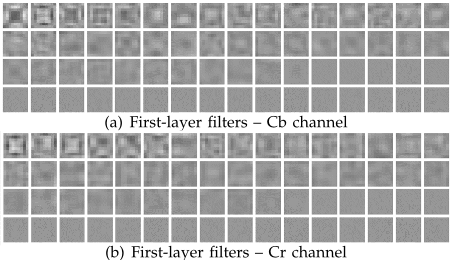 (a) First-layer filters – Cb channel
(b) First-layer filters – Cr channel